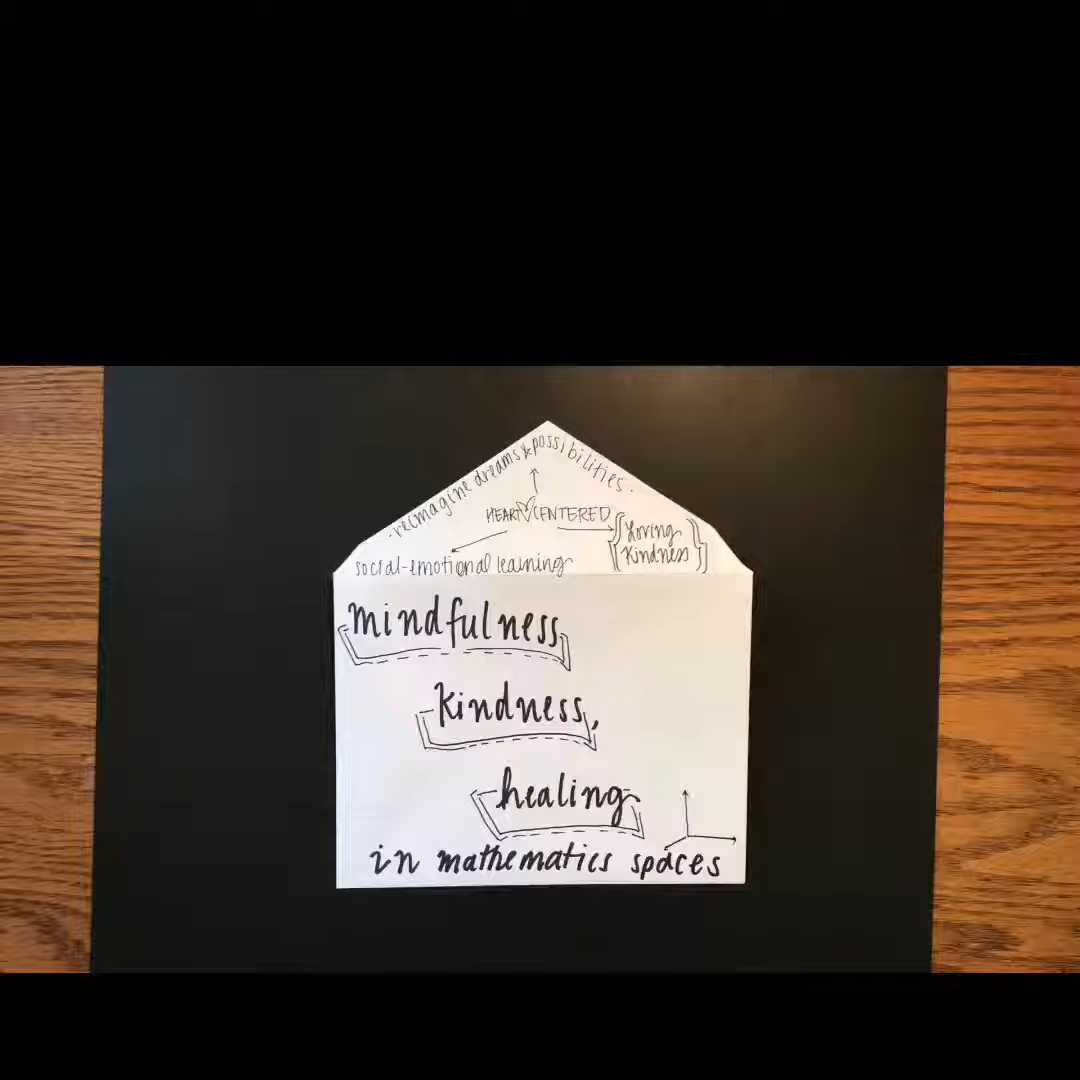 ·reimagine dreams & possibilities·
HEART CENTERED
{{Loving
Kindness}}
social-emotional learning
mindfulness
kindness,
healing
in mathematics spaces